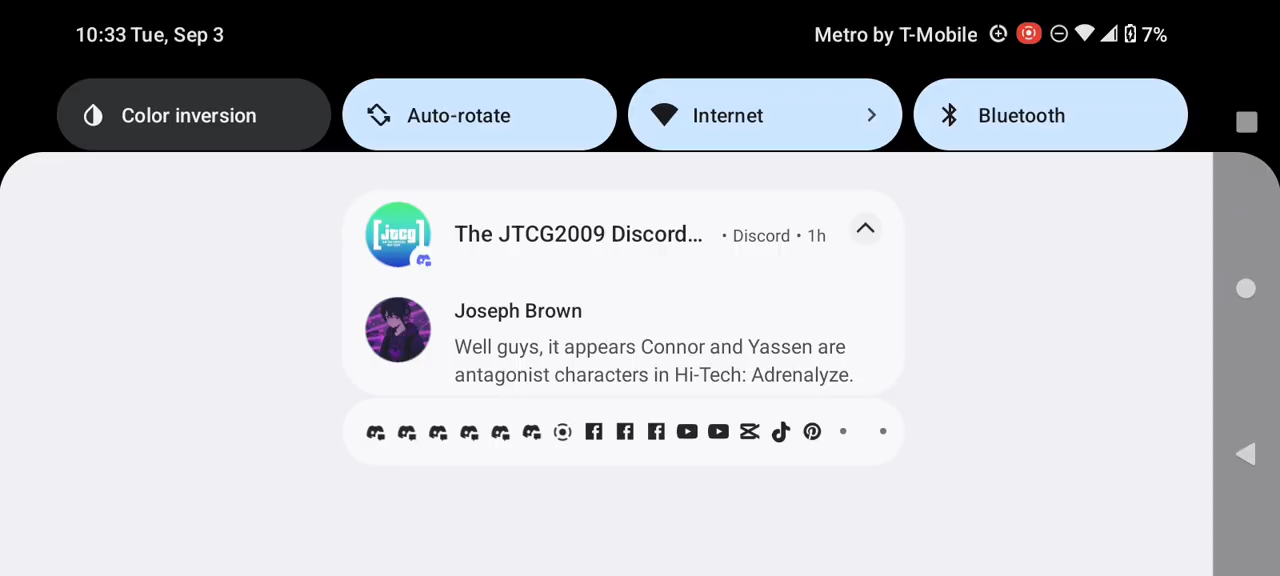 10:33 Tue, Sep 3
Metro by T-Mobile 7%
Color inversion
Auto-rotate
Internet
Bluetooth
jtcg
The JTCG2009 Discord... • Discord • 1h
Joseph Brown
Well guys, it appears Connor and Yassen are
antagonist characters in Hi-Tech: Adrenalyze.